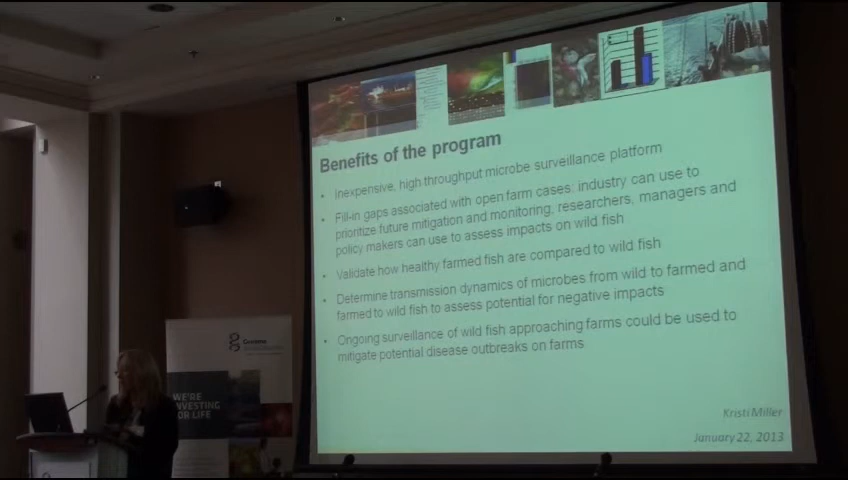 Benefits of the program
• Inexpensive, high throughput microbe surveillance platform
• Fill-in gaps associated with open farm cases: industry can use to
prioritize future mitigation and monitoring, researchers, managers and
policy makers can use to assess impacts on wild fish
• Validate how healthy farmed fish are compared to wild fish
• Determine transmission dynamics of microbes from wild to farmed and
farmed to wild fish to assess potential for negative impacts
• Ongoing surveillance of wild fish approaching farms could be used to
mitigate potential disease outbreaks on farms
Kristi Miller
January 22, 2013
WE'RE
INVESTING
FOR LIFE